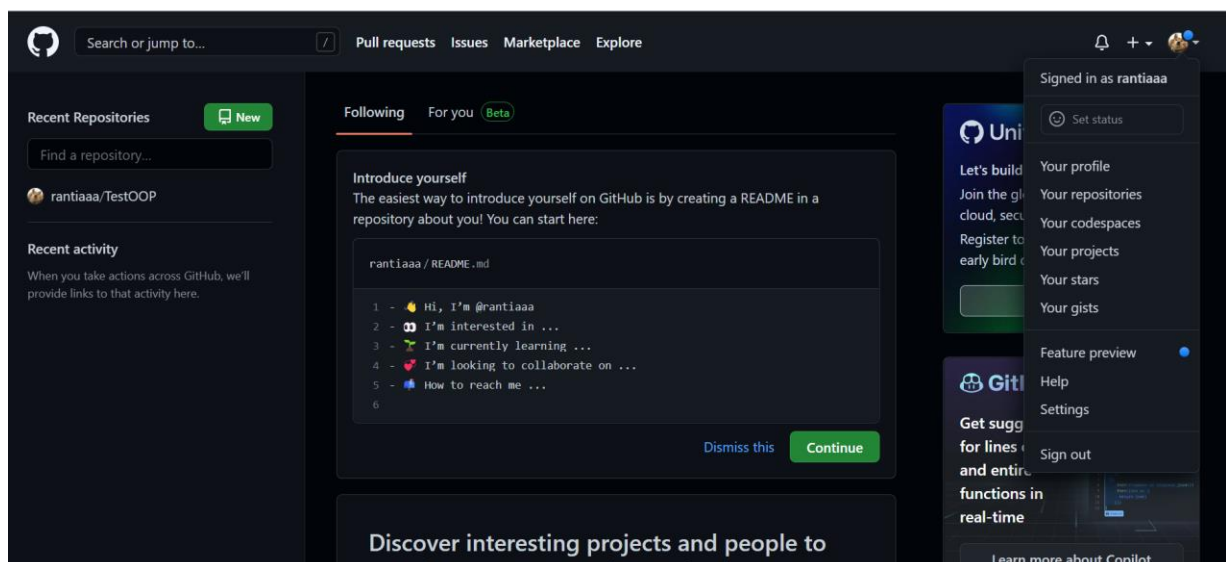 Search or jump to...
/
Pull requests Issues Marketplace Explore
Recent Repositories
New
Find a repository...
rantiaaa/TestOOP
Recent activity
When you take actions across GitHub, we'll
provide links to that activity here.
Following For you Beta
Introduce yourself
The easiest way to introduce yourself on GitHub is by creating a README in a
repository about you! You can start here:
rantiaaa / README.md
1 - 👋 Hi, I'm @rantiaaa
2 - 👀 I'm interested in ...
3 - 🌱 I'm currently learning ...
4 - 💞️ I'm looking to collaborate on ...
5 - 📫 How to reach me ...
6
Dismiss this Continue
Discover interesting projects and people to
Uni
Let's build
Join the gl
cloud, secu
Register to
early bird
Get sugg
for lines
and entire
functions in
real-time
Learn more about Copilot
Signed in as rantiaaa
Set status
Your profile
Your repositories
Your codespaces
Your projects
Your stars
Your gists
Feature preview
Help
Settings
Sign out